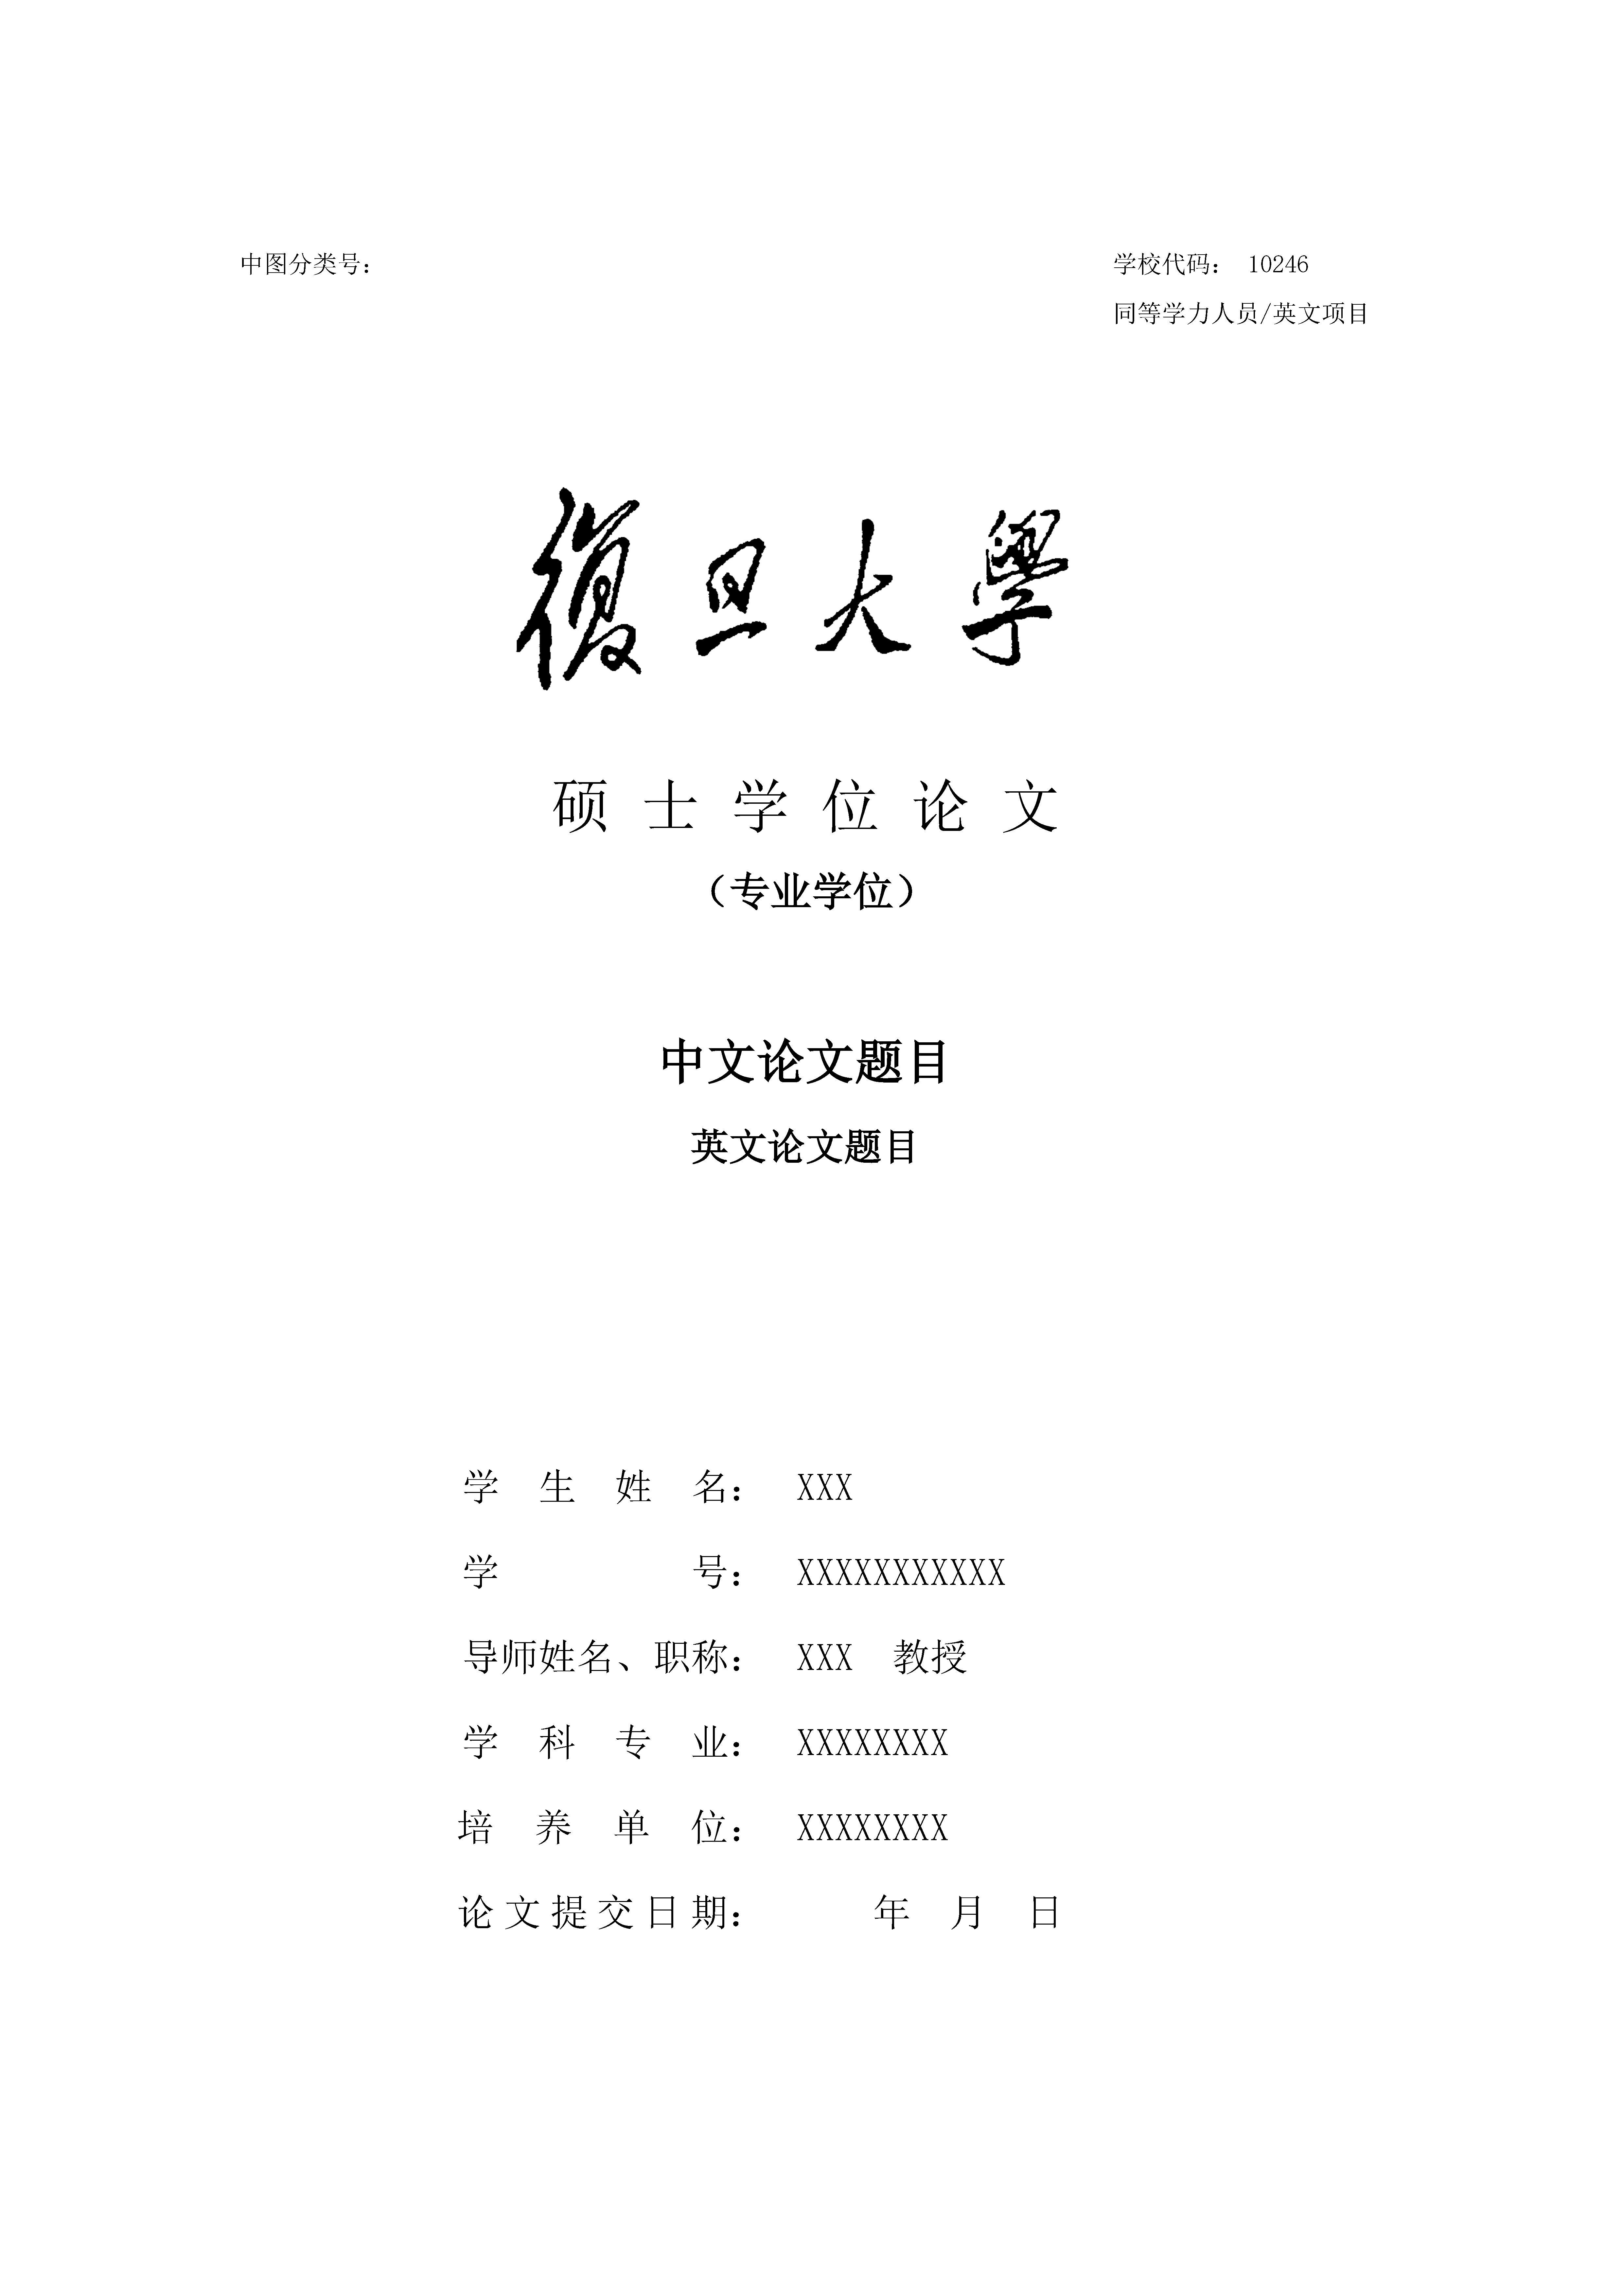 中图分类号：
学校代码： 10246
同等学力人员/英文项目
復旦大學
硕士学位论文
（专业学位）
中文论文题目
英文论文题目
学生姓名： XXX
学号： XXXXXXXXXXX
导师姓名、职称： XXX 教授
学科专业： XXXXXXXX
培养单位： XXXXXXXX
论文提交日期： 年 月 日